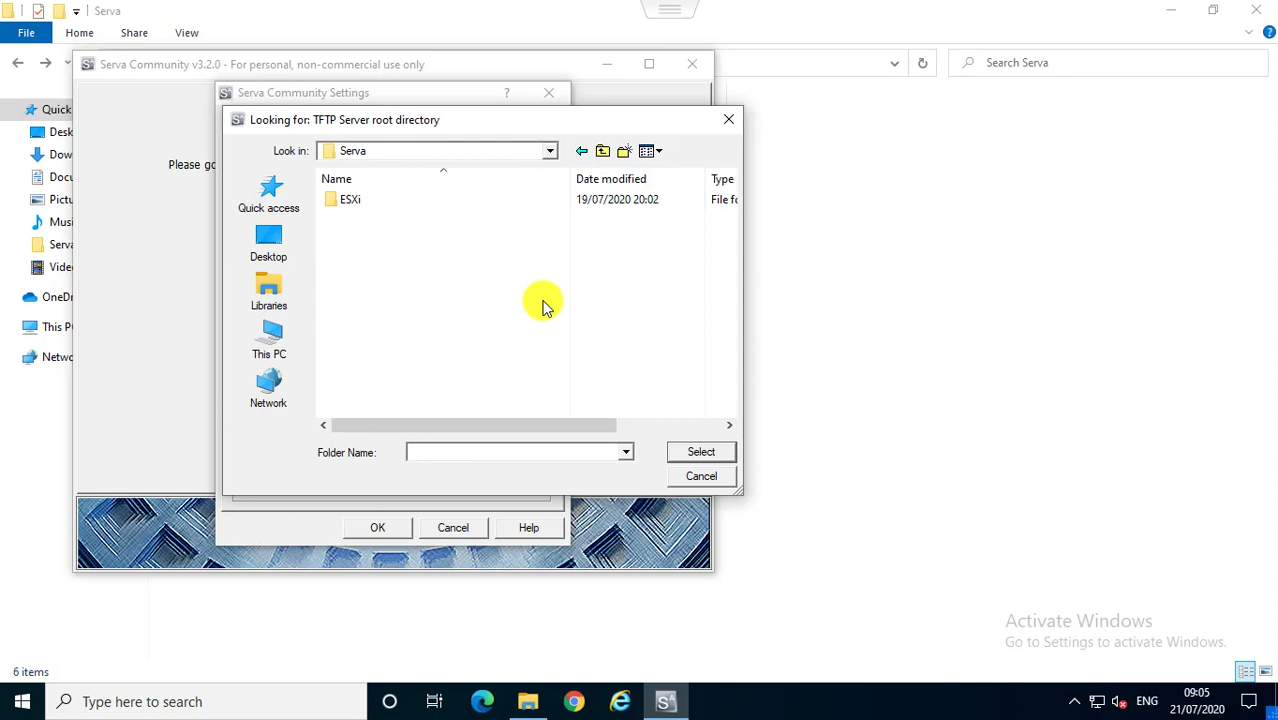 Serva
File Home Share View
Serva Community v3.2.0 - For personal, non-commercial use only
Search Serva
Serva Community Settings
?
Quick
Looking for: TFTP Server root directory
Desk
Look in: Serva
Dow
Please go
Docu
Name Date modified Type
Pictu
ESXi 19/07/2020 20:02 File fo
Quick access
Musi
Serva
Desktop
Vide
OneD
Libraries
This P
This PC
Netwo
Network
Folder Name:
Select
Cancel
OK Cancel Help
Activate Windows
Go to Settings to activate Windows.
6 items
Type here to search
ENG
09:05
21/07/2020